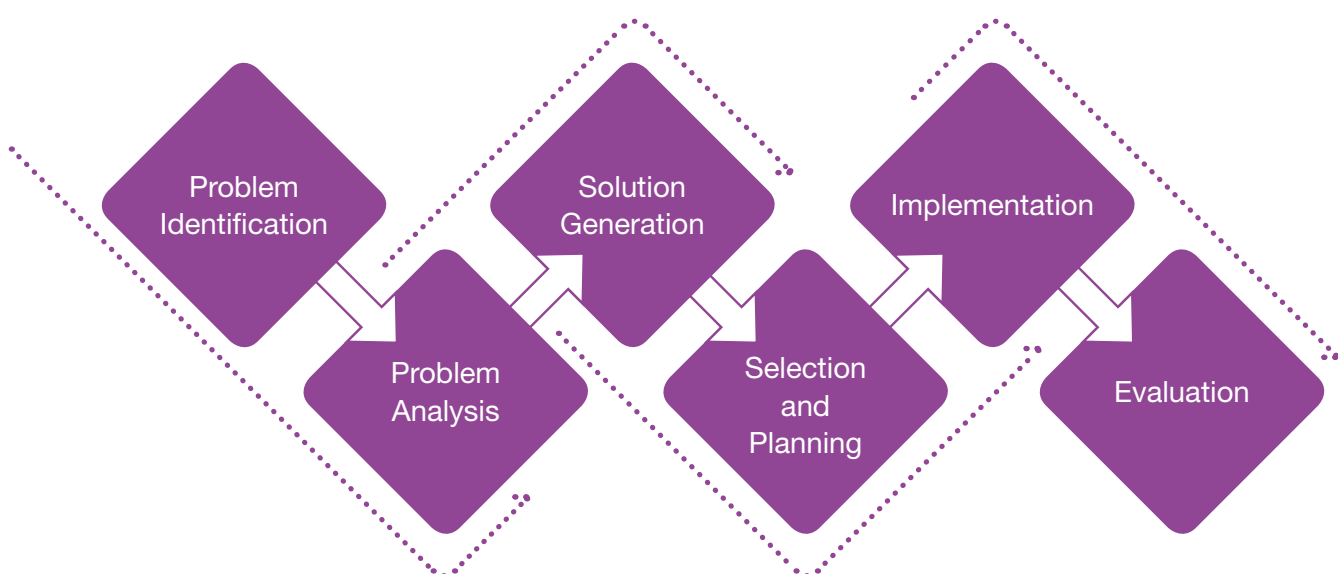 Problem
Identification
Problem
Analysis
Solution
Generation
Selection
and
Planning
Implementation
Evaluation